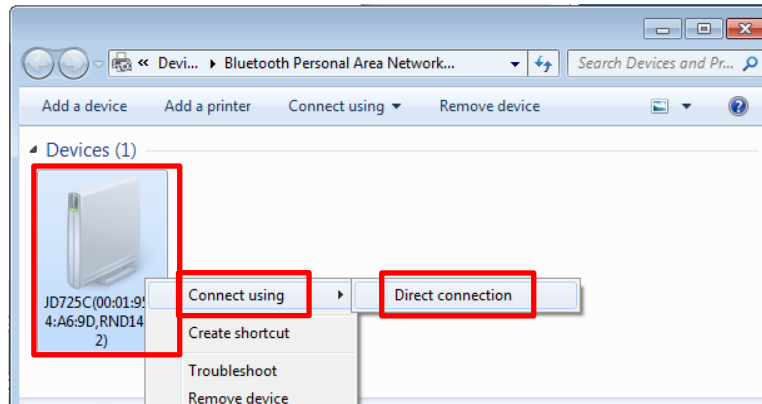 « Devi... Bluetooth Personal Area Network...
Search Devices and Pr...
Add a device Add a printer Connect using Remove device
Devices (1)
JD725C(00:01:9
4:A6:9D,RND14
2)
Connect using
Direct connection
Create shortcut
Troubleshoot
Remove device